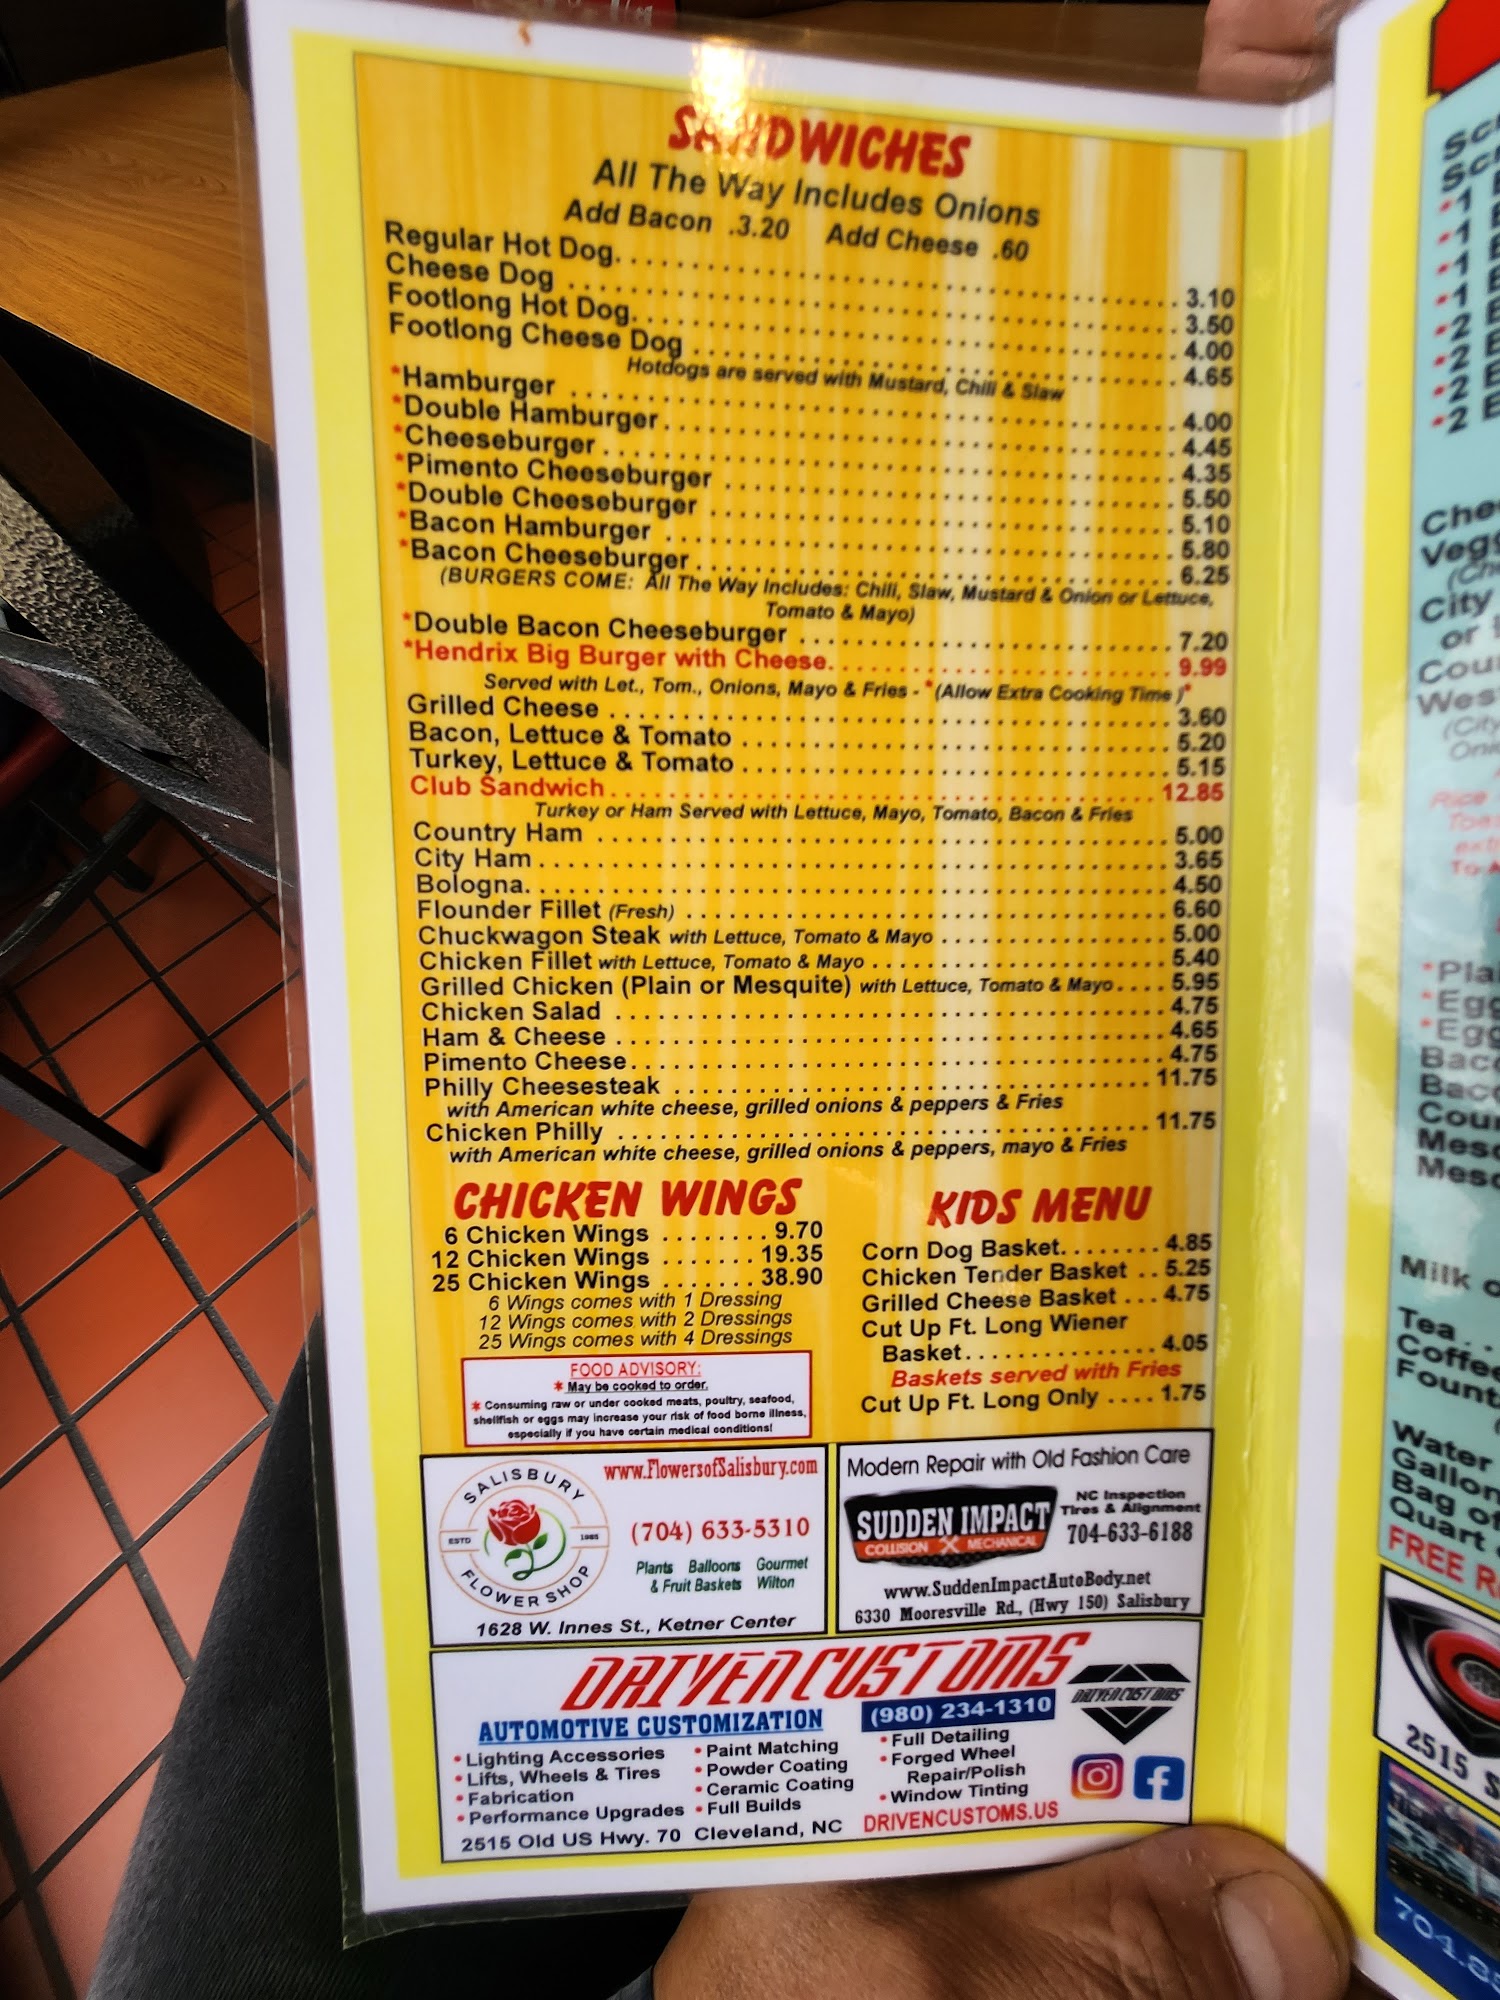 SANDWICHES
All The Way Includes Onions
Add Bacon .3.20 Add Cheese .60
Regular Hot Dog. 3.10
Cheese Dog 3.50
Footlong Hot Dog. 4.00
Footlong Cheese Dog 4.65
Hotdogs are served with Mustard, Chili & Slaw
*Hamburger 4.00
*Double Hamburger. 4.45
*Cheeseburger 4.35
*Pimento Cheeseburger 5.50
*Double Cheeseburger 5.10
*Bacon Hamburger 5.80
*Bacon Cheeseburger. 6.25
(BURGERS COME: All The Way Includes: Chili, Slaw, Mustard & Onion or Lettuce,
Tomato & Mayo)
*Double Bacon Cheeseburger 7.20
*Hendrix Big Burger with Cheese. 9.99
Served with Let., Tom., Onions, Mayo & Fries - *(Allow Extra Cooking Time)*
Grilled Cheese 3.60
Bacon, Lettuce & Tomato 5.20
Turkey, Lettuce & Tomato 5.15
Club Sandwich 12.85
Turkey or Ham Served with Lettuce, Mayo, Tomato, Bacon & Fries
Country Ham 5.00
City Ham 3.65
Bologna. 4.50
Flounder Fillet (Fresh) 6.60
Chuckwagon Steak with Lettuce, Tomato & Mayo 5.00
Chicken Fillet with Lettuce, Tomato & Mayo 5.40
Grilled Chicken (Plain or Mesquite) with Lettuce, Tomato & Mayo.... 5.95
Chicken Salad 4.75
Ham & Cheese 4.65
Pimento Cheese. 4.75
Philly Cheesesteak 11.75
with American white cheese, grilled onions & peppers & Fries
Chicken Philly 11.75
with American white cheese, grilled onions & peppers, mayo & Fries
CHICKEN WINGS
6 Chicken Wings ........ 9.70
12 Chicken Wings ....... 19.35
25 Chicken Wings ....... 38.90
6 Wings comes with 1 Dressing
12 Wings comes with 2 Dressings
25 Wings comes with 4 Dressings
FOOD ADVISORY:
* May be cooked to order.
* Consuming raw or under cooked meats, poultry, seafood,
shellfish or eggs may increase your risk of food borne illness,
especially if you have certain medical conditions!
KIDS MENU
Corn Dog Basket........ 4.85
Chicken Tender Basket .. 5.25
Grilled Cheese Basket ... 4.75
Cut Up Ft. Long Wiener
Basket................ 4.05
Baskets served with Fries
Cut Up Ft. Long Only .... 1.75
SALISBURY
FLOWER SHOP
ESTD
www.FlowersofSalisbury.com
(704) 633-5310
Plants Balloons Gourmet
& Fruit Baskets Wilton
1628 W. Innes St., Ketner Center
Modern Repair with Old Fashion Care
SUDDEN IMPACT
COLLISION MECHANICAL
NC Inspection
Tires & Alignment
704-633-6188
www.SuddenImpactAutoBody.net
6330 Mooresville Rd., (Hwy 150) Salisbury
DRIVEN CUSTOMS
AUTOMOTIVE CUSTOMIZATION
(980) 234-1310
DRIVEN CUSTOMS
• Lighting Accessories
• Lifts, Wheels & Tires
• Fabrication
• Performance Upgrades
• Paint Matching
• Powder Coating
• Ceramic Coating
• Full Builds
• Full Detailing
• Forged Wheel
Repair/Polish
• Window Tinting
2515 Old US Hwy. 70 Cleveland, NC
DRIVENCUSTOMS.US
City
or
Milk
Tea
Coffee
Water
Gallon
Bag of
Quart
FREE
2515